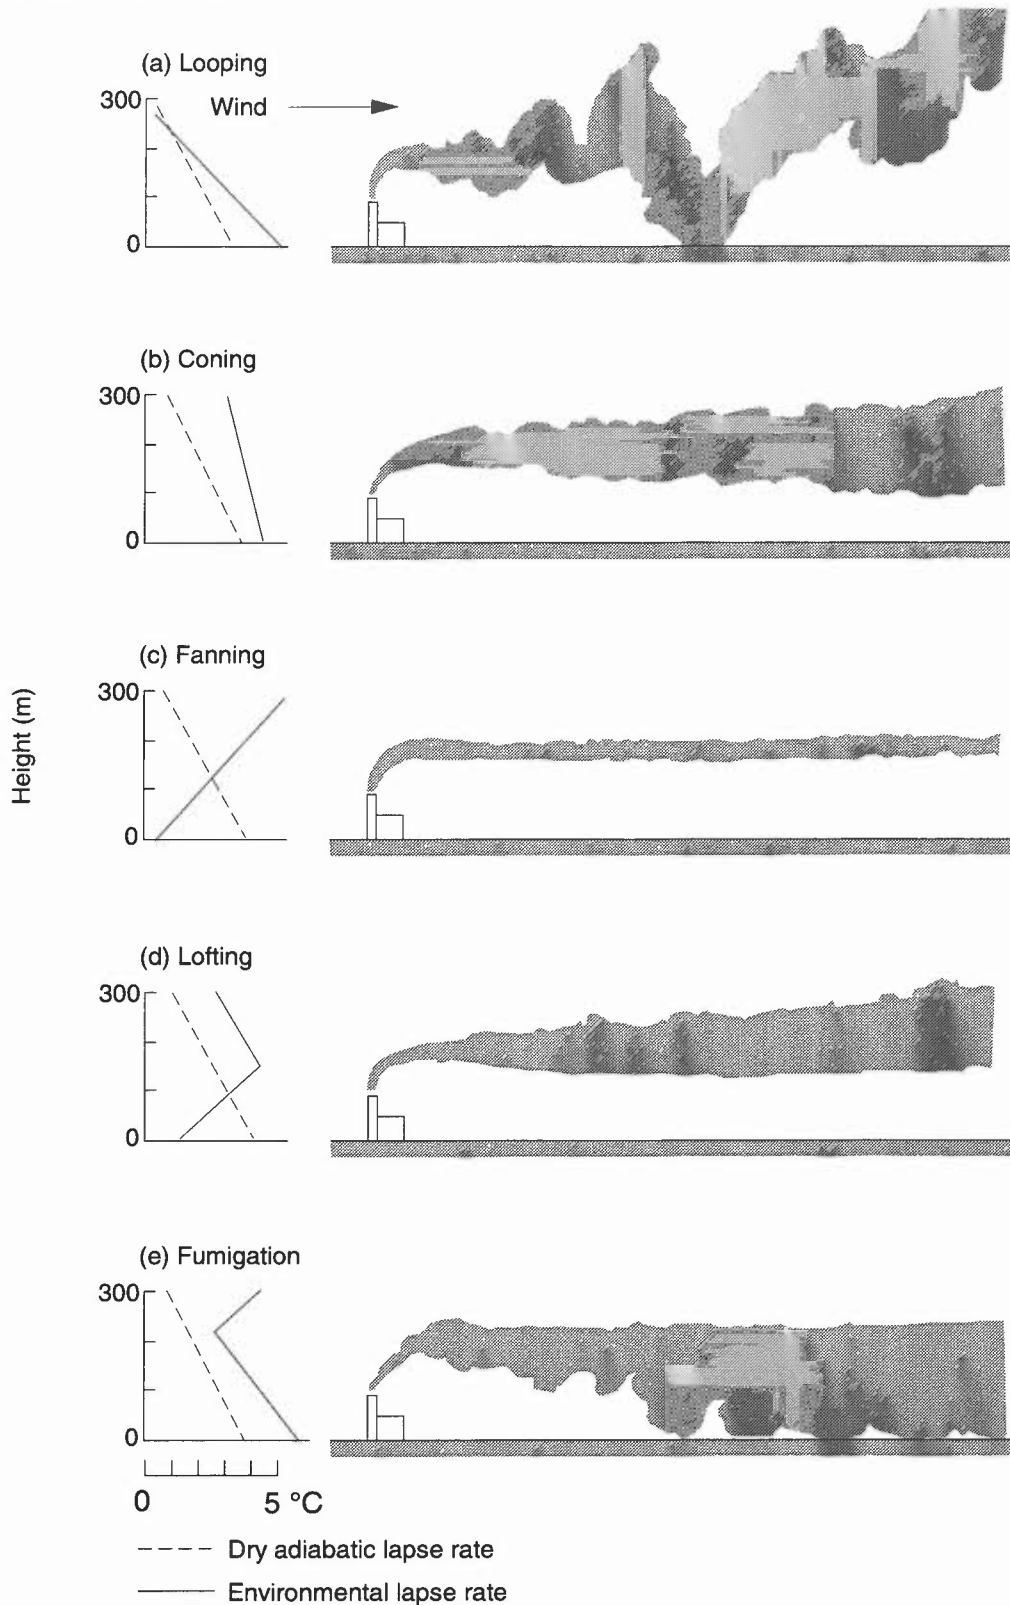 (a) Looping
300
Wind
0
(b) Coning
300
0
Height (m)
(c) Fanning
300
0
(d) Lofting
300
0
(e) Fumigation
300
0
0 5 °C
Dry adiabatic lapse rate
Environmental lapse rate